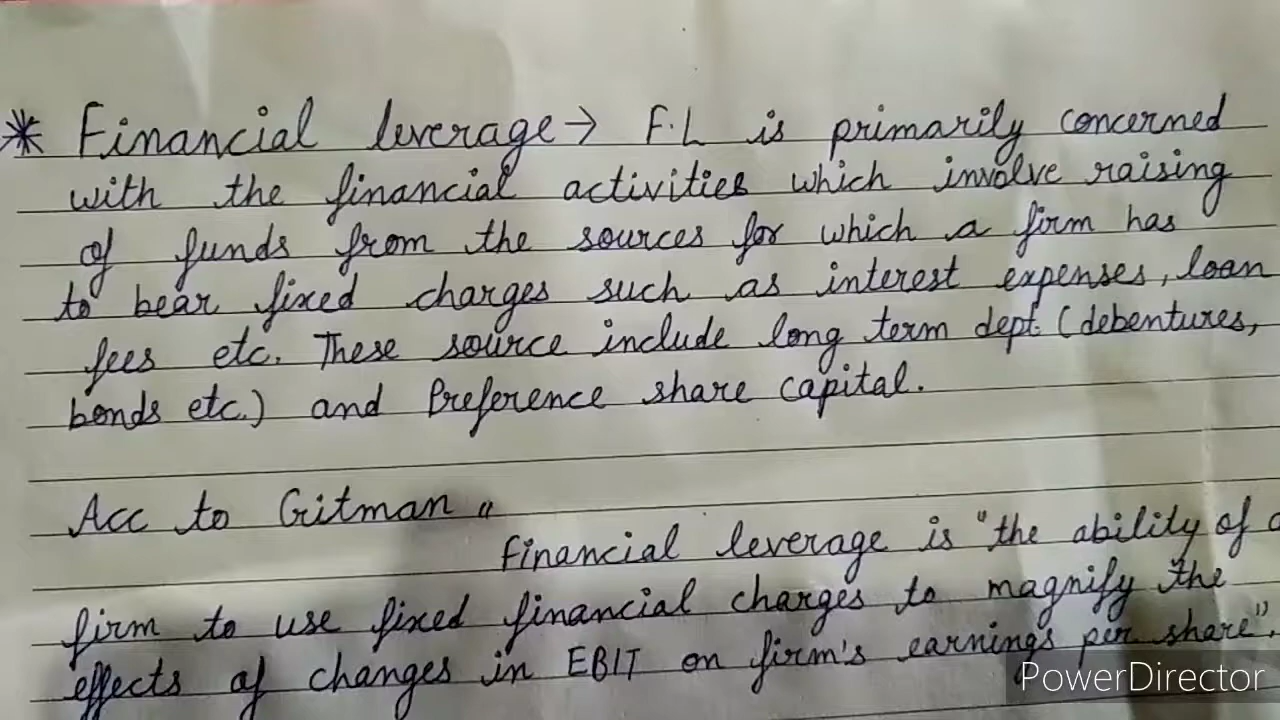 * Financial leverage → F.L is primarily concerned
with the financial activities which involve raising
of funds from the sources for which a firm has
to bear fixed charges such as interest expenses, loan
fees etc. These source include long term dept. (debentures,
bonds etc.) and Preference share capital.
Acc to Gitman "
Financial leverage is "the ability of a
firm to use fixed financial charges to magnify the
effects of changes in EBIT on firm's earnings per share".
PowerDirector